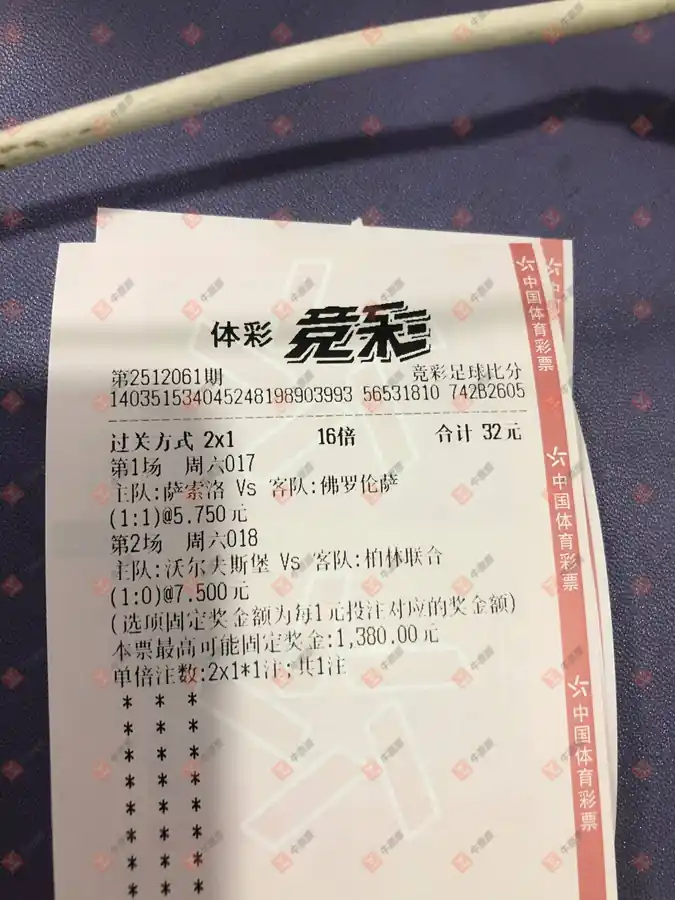 体彩 竞彩
第2512061期 竞彩足球比分
140351534045248198903993 56531810 742B2605
过关方式 2x1 16倍 合计 32元
第1场 周六017
主队:萨索洛 Vs 客队:佛罗伦萨
(1:1)@5.750元
第2场 周六018
主队:沃尔夫斯堡 Vs 客队:柏林联合
(1:0)@7.500元
(选项固定奖金额为每1元投注对应的奖金额)
本票最高可能固定奖金:1,380.00元
单倍注数:2x1*1注;共1注
* * *
* * *
* * *
* * *
* * *
* * *
* * *
* * *
中国体育彩票
中国体育彩票
中国体育彩票
中